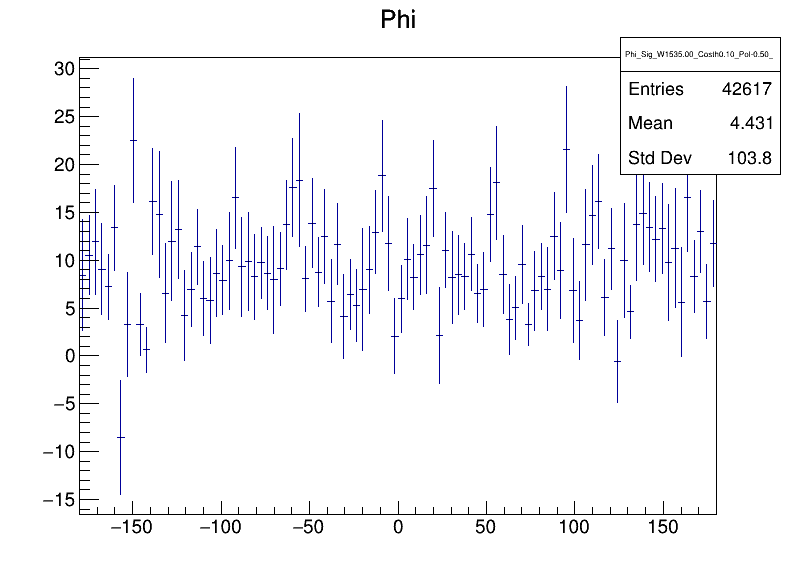 Phi
Phi_Sig_W1535.00_Costh0.10_Pol-0.50_
Entries 42617
Mean 4.431
Std Dev 103.8
30
25
20
15
10
5
0
−5
−10
−15
−150 −100 −50 0 50 100 150